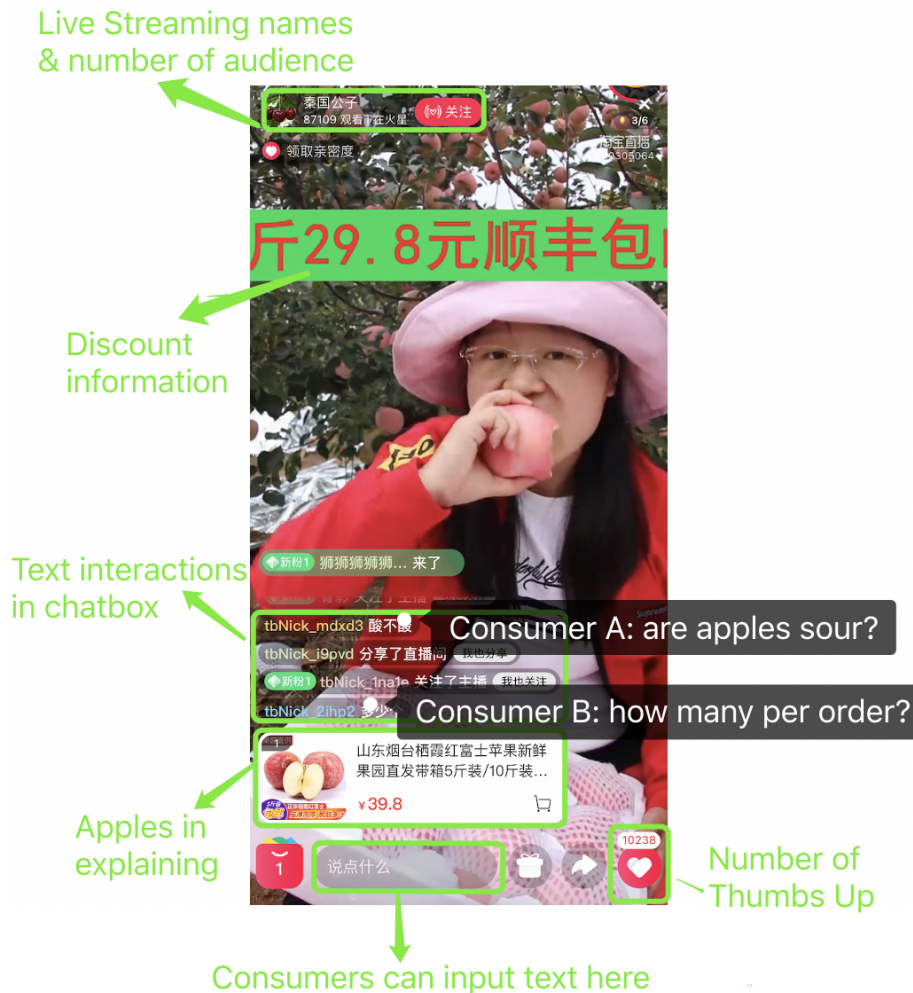 Live Streaming names
& number of audience
秦国公子
87109 观看 | 在火星
关注
3/6
领取亲密度
淘宝直播
斤29.8元顺丰包
Discount
information
新粉1 狮狮狮狮狮... 来了
Text interactions
in chatbox
tbNick_mdxd3 酸不酸
Consumer A: are apples sour?
tbNick_i9pvd 分享了直播间 我也分享
新粉1 tbNick_1na1e 关注了主播 我也关注
tbNick_2ihp2 多少
Consumer B: how many per order?
1
山东烟台栖霞红富士苹果新鲜
果园直发带箱5斤装/10斤装...
¥39.8
Apples in
explaining
1
说点什么
10238
Number of
Thumbs Up
Consumers can input text here